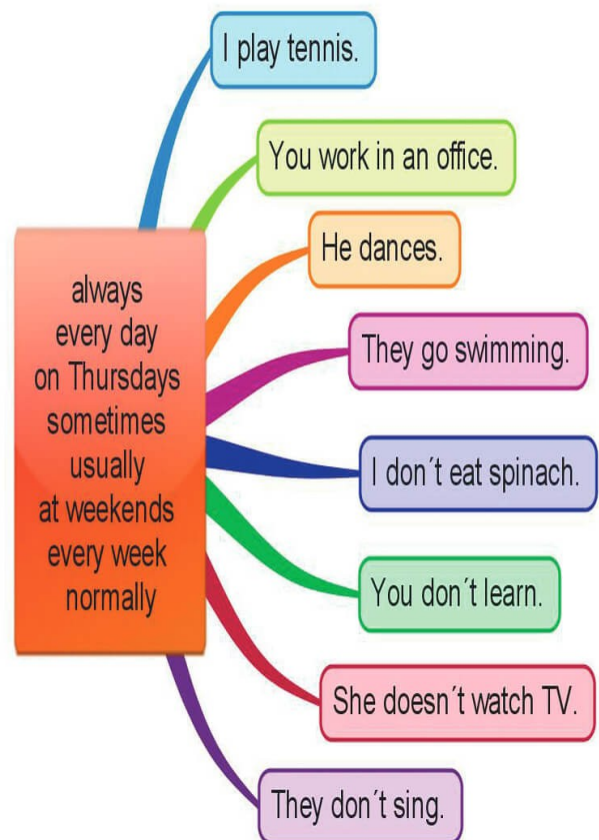 I play tennis.
You work in an office.
He dances.
They go swimming.
always
every day
on Thursdays
sometimes
usually
at weekends
every week
normally
I don´t eat spinach.
You don´t learn.
She doesn´t watch TV.
They don´t sing.